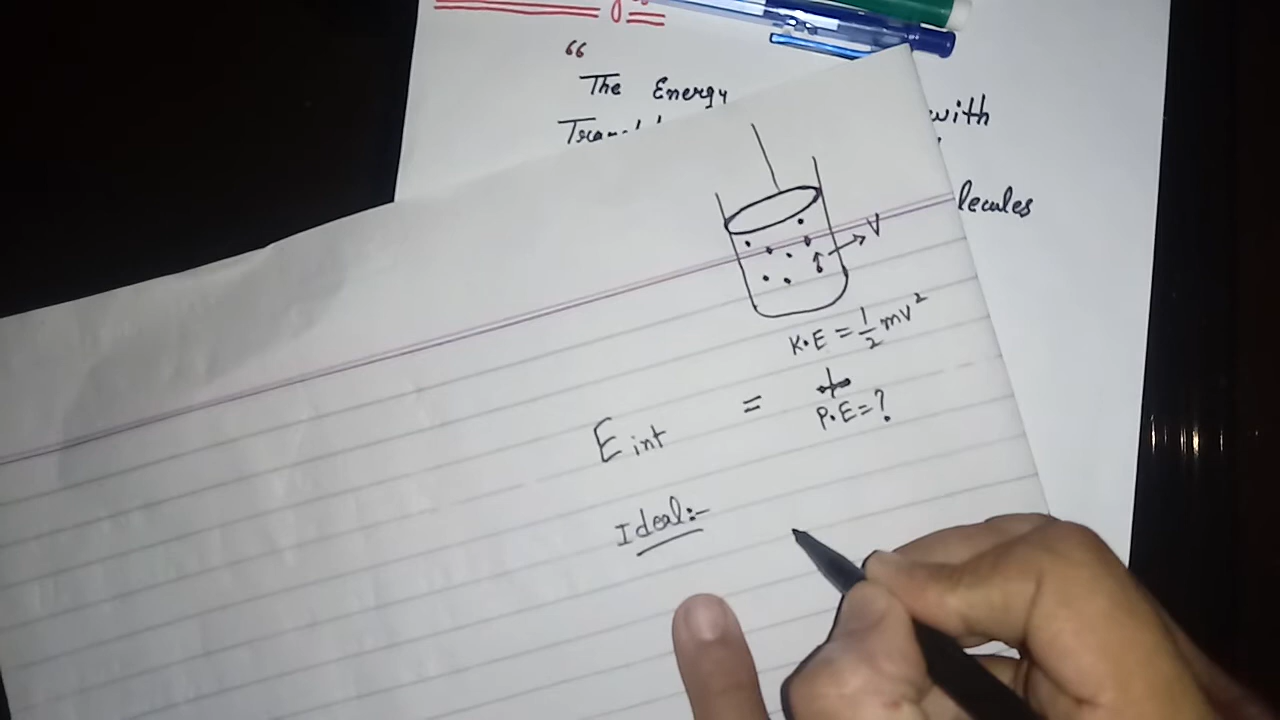 “
The Energy
with
lecules
V
K.E = 1/2 mv²
+
E int = P.E = ?
Ideal:-